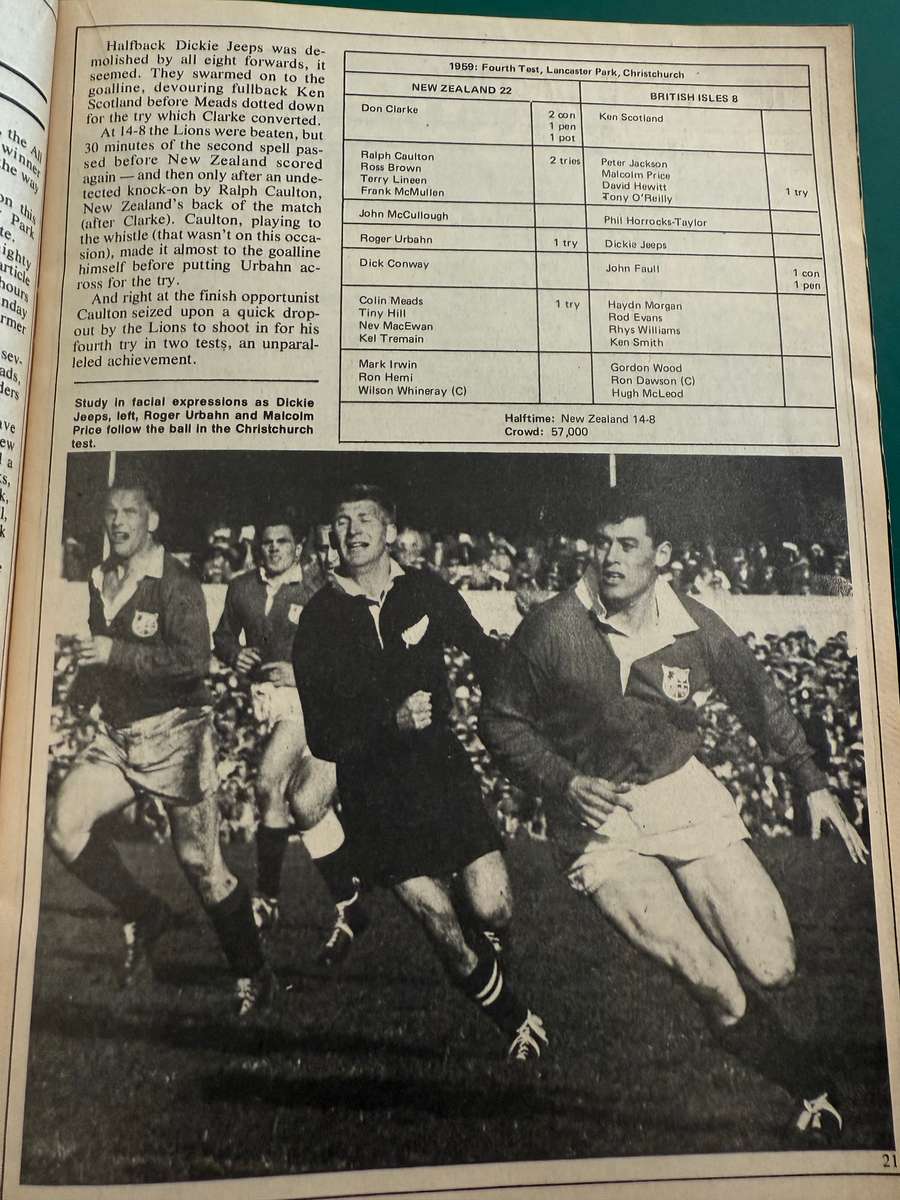 Halfback Dickie Jeeps was de-
molished by all eight forwards, it
seemed. They swarmed on to the
goalline, devouring fullback Ken
Scotland before Meads dotted down
for the try which Clarke converted.
At 14-8 the Lions were beaten, but
30 minutes of the second spell pas-
sed before New Zealand scored
again — and then only after an unde-
tected knock-on by Ralph Caulton,
New Zealand's back of the match
(after Clarke). Caulton, playing to
the whistle (that wasn't on this occa-
sion), made it almost to the goalline
himself before putting Urbahn ac-
ross for the try.
And right at the finish opportunist
Caulton seized upon a quick drop-
out by the Lions to shoot in for his
fourth try in two tests, an unparal-
leled achievement.
Study in facial expressions as Dickie
Jeeps, left, Roger Urbahn and Malcolm
Price follow the ball in the Christchurch
test.
1959: Fourth Test, Lancaster Park, Christchurch
NEW ZEALAND 22 BRITISH ISLES 8
Don Clarke 2 con Ken Scotland
1 pen
1 pot
Ralph Caulton 2 tries Peter Jackson
Ross Brown Malcolm Price
Terry Lineen David Hewitt
Frank McMullen Tony O'Reilly 1 try
John McCullough Phil Horrocks-Taylor
Roger Urbahn 1 try Dickie Jeeps
Dick Conway John Faull 1 con
1 pen
Colin Meads 1 try Haydn Morgan
Tiny Hill Rod Evans
Nev MacEwan Rhys Williams
Kel Tremain Ken Smith
Mark Irwin Gordon Wood
Ron Hemi Ron Dawson (C)
Wilson Whineray (C) Hugh McLeod
Halftime: New Zealand 14-8
Crowd: 57,000
21